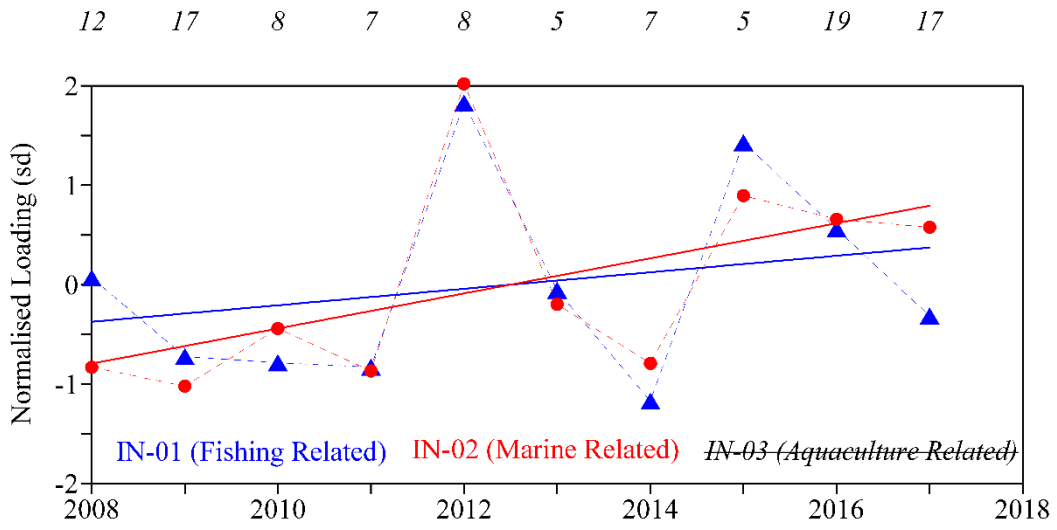 12 17 8 7 8 5 7 5 19 17
Normalised Loading (sd)
2
1
0
-1
-2
IN-01 (Fishing Related) IN-02 (Marine Related) IN-03 (Aquaculture Related)
2008 2010 2012 2014 2016 2018